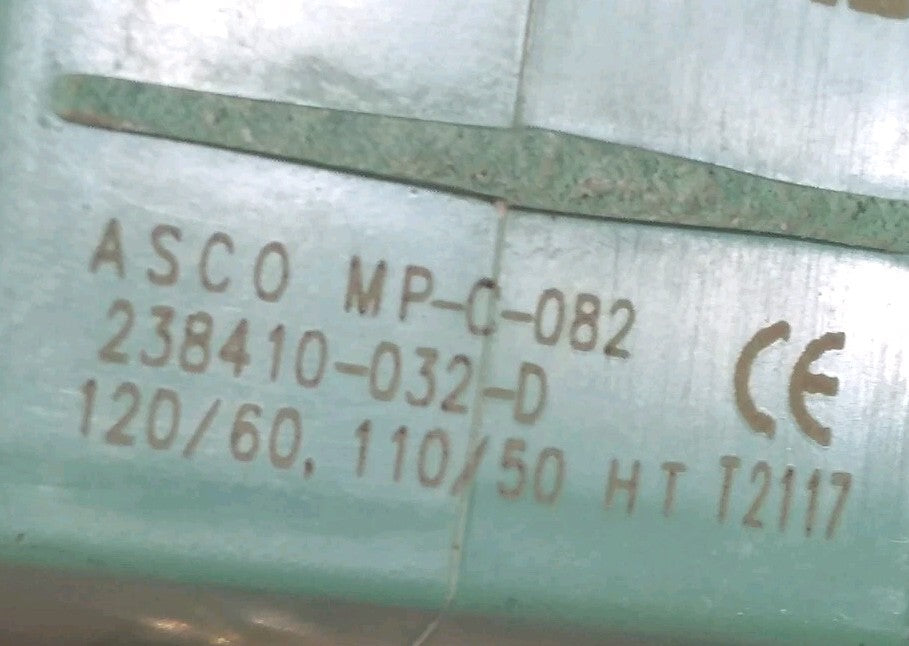 ASCO MP-C-082
238410-032-D
CE
120/60, 110/50 HT T2117